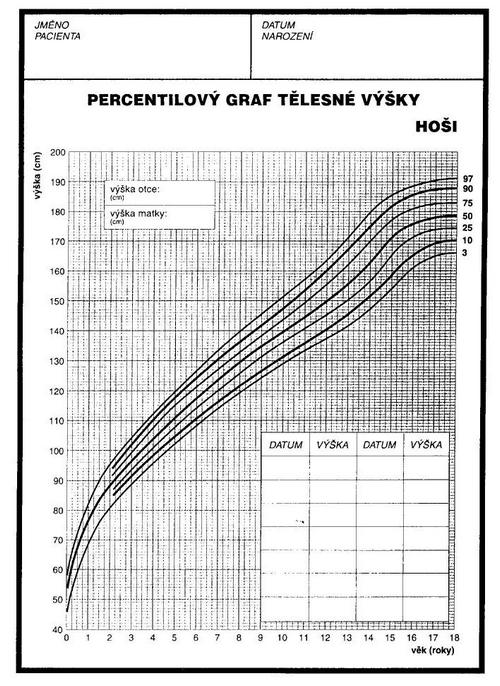 JMÉNO
PACIENTA
DATUM
NAROZENÍ
PERCENTILOVÝ GRAF TĚLESNÉ VÝŠKY
HOŠI
výška (cm)
200
190
180
170
160
150
140
130
120
110
100
90
80
70
60
50
40
výška otce:
(cm)
výška matky:
(cm)
97
90
75
50
25
10
3
DATUM VÝŠKA DATUM VÝŠKA
0 1 2 3 4 5 6 7 8 9 10 11 12 13 14 15 16 17 18
věk (roky)